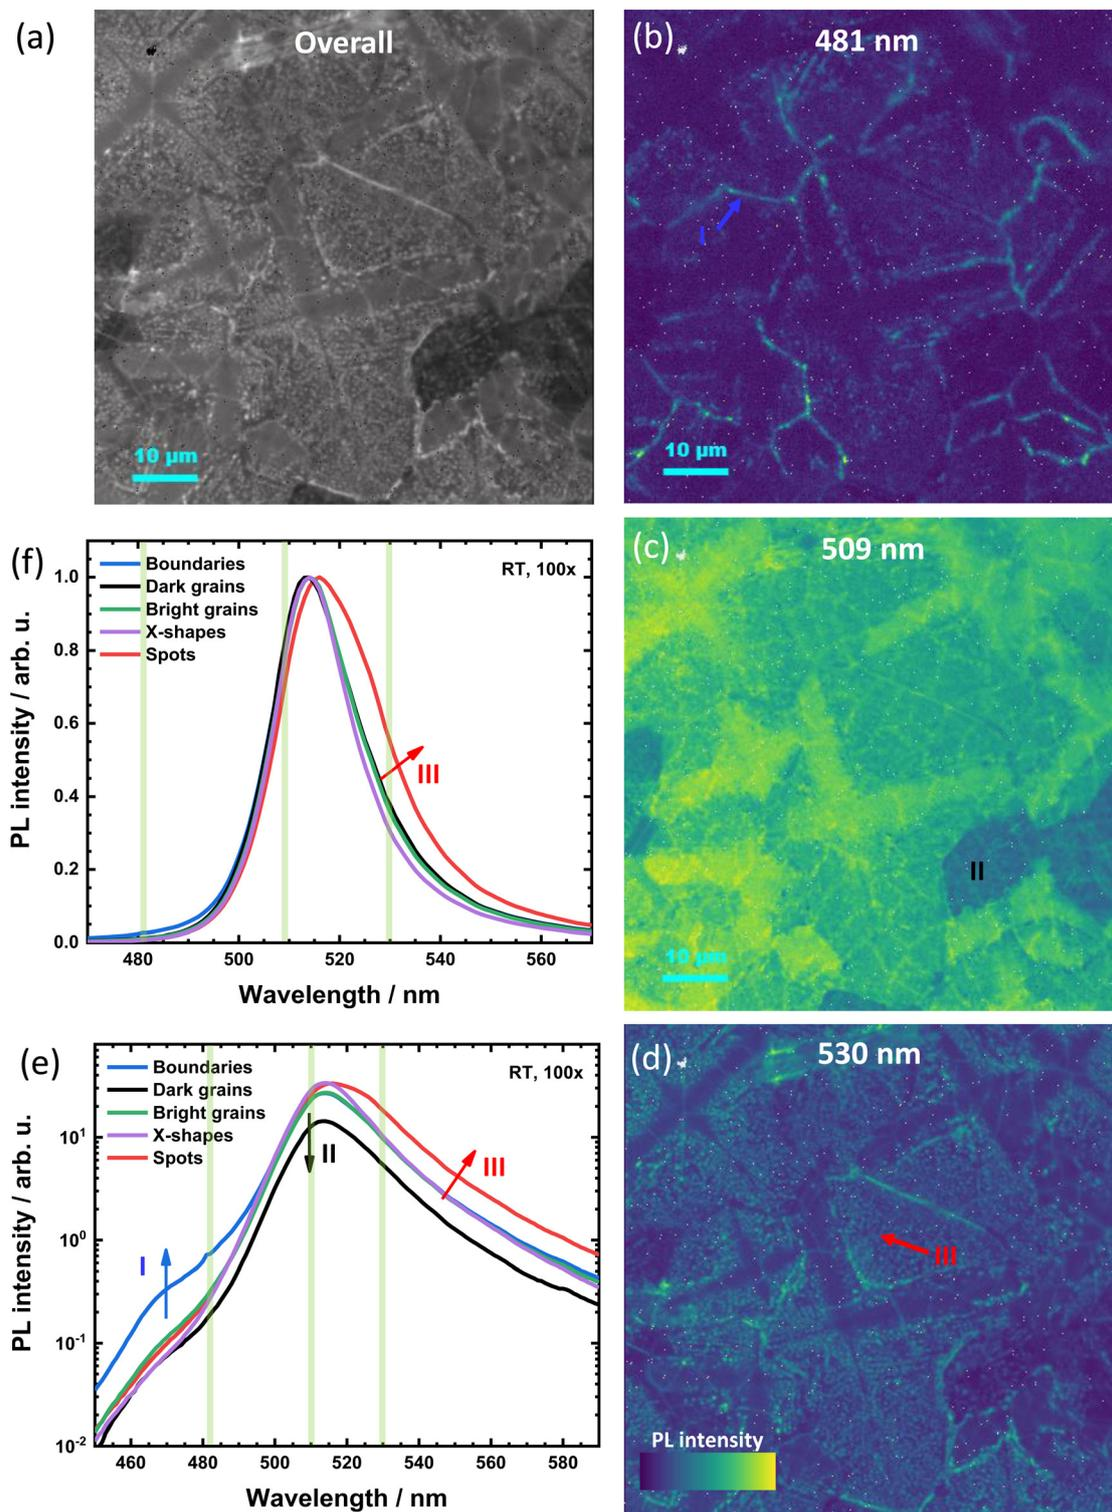 (a)
Overall
10 µm
(b)
481 nm
I
10 µm
(f)
Boundaries
Dark grains
Bright grains
X-shapes
Spots
RT, 100x
III
PL intensity / arb. u.
1.0
0.8
0.6
0.4
0.2
0.0
480
500
520
540
560
Wavelength / nm
(c)
509 nm
II
10 µm
(e)
Boundaries
Dark grains
Bright grains
X-shapes
Spots
RT, 100x
I
II
III
PL intensity / arb. u.
10¹
10⁰
10⁻¹
10⁻²
460
480
500
520
540
560
580
Wavelength / nm
(d)
530 nm
III
PL intensity